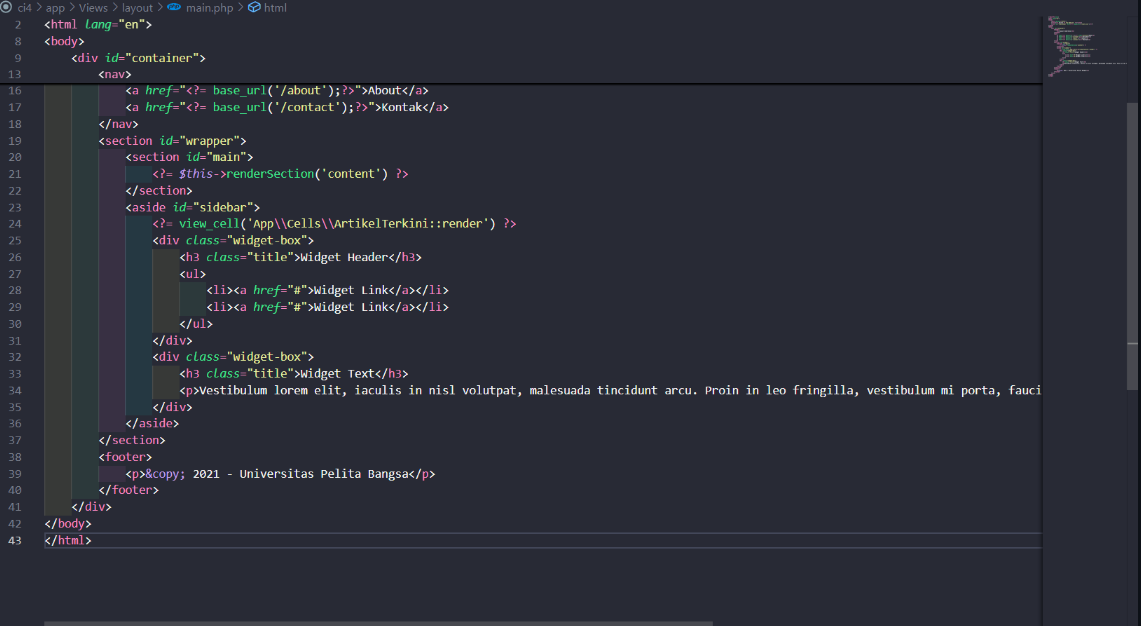 ci4 > app > Views > layout > main.php > html
2 <html lang="en">
8 <body>
9 <div id="container">
13 <nav>
16 <a href="<?= base_url('/about');?>">About</a>
17 <a href="<?= base_url('/contact');?>">Kontak</a>
18 </nav>
19 <section id="wrapper">
20 <section id="main">
21 <?= $this->renderSection('content') ?>
22 </section>
23 <aside id="sidebar">
24 <?= view_cell('App\\Cells\\ArtikelTerkini::render') ?>
25 <div class="widget-box">
26 <h3 class="title">Widget Header</h3>
27 <ul>
28 <li><a href="#">Widget Link</a></li>
29 <li><a href="#">Widget Link</a></li>
30 </ul>
31 </div>
32 <div class="widget-box">
33 <h3 class="title">Widget Text</h3>
34 <p>Vestibulum lorem elit, iaculis in nisl volutpat, malesuada tincidunt arcu. Proin in leo fringilla, vestibulum mi porta, fauci
35 </div>
36 </aside>
37 </section>
38 <footer>
39 <p>&copy; 2021 - Universitas Pelita Bangsa</p>
40 </footer>
41 </div>
42 </body>
43 </html>